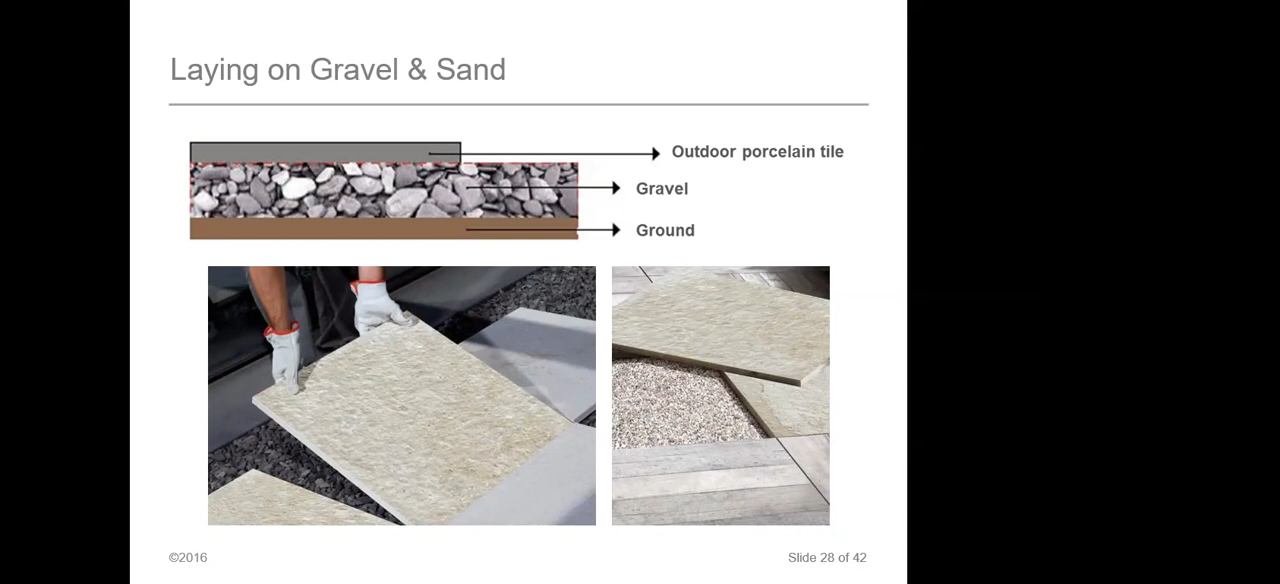 Laying on Gravel & Sand
Outdoor porcelain tile
Gravel
Ground
©2016
Slide 28 of 42